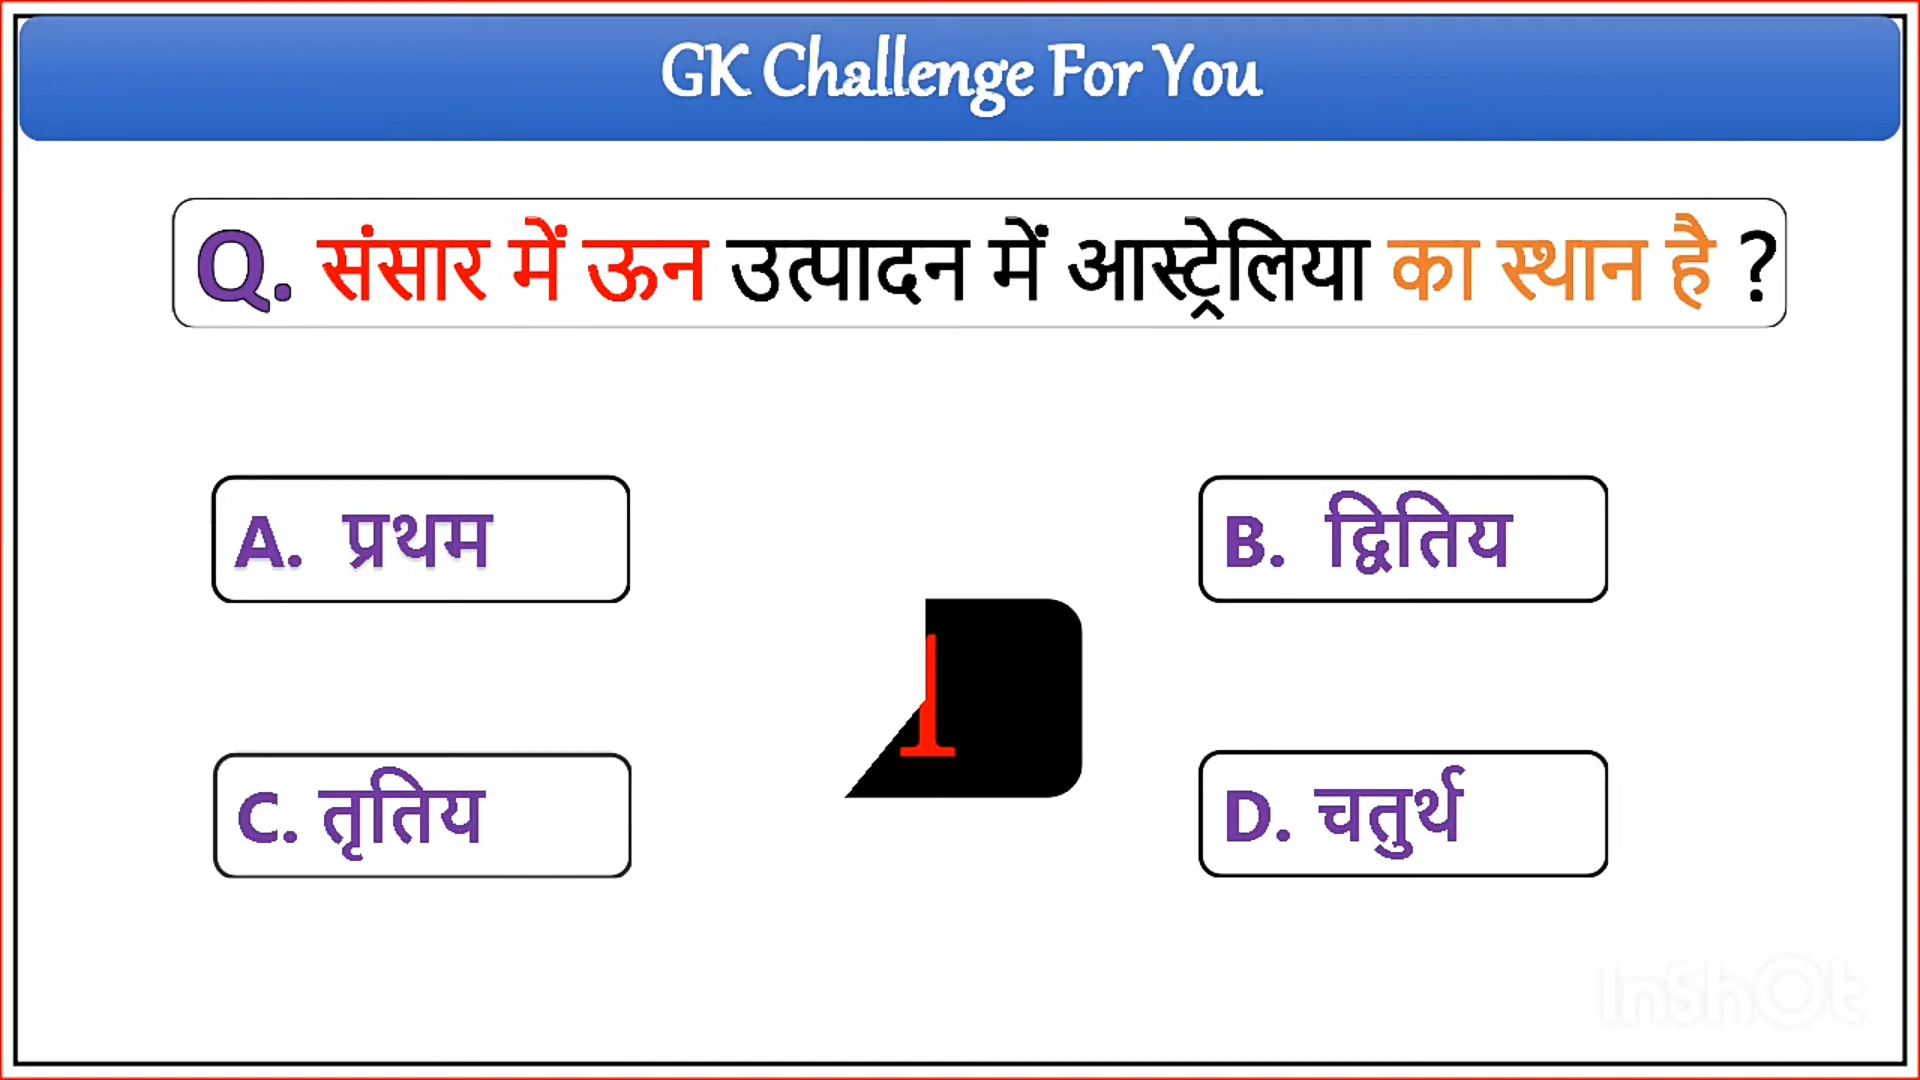 GK Challenge For You
Q. संसार में ऊन उत्पादन में आस्ट्रेलिया का स्थान है ?
A. प्रथम
B. द्वितिय
1
C. तृतिय
D. चतुर्थ
InShOt